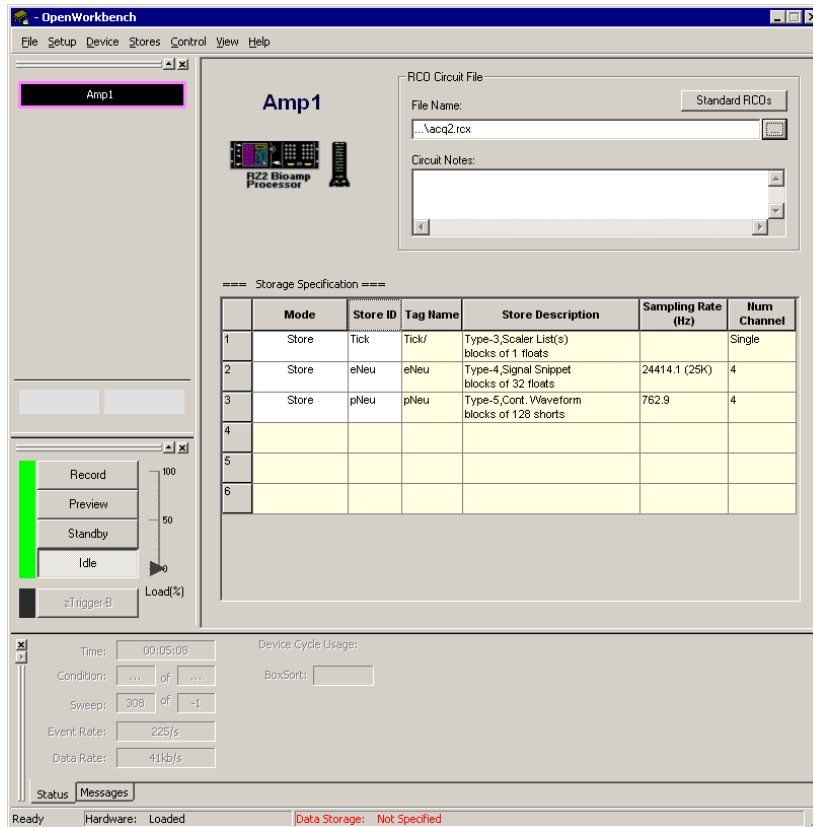 - OpenWorkbench
File Setup Device Stores Control View Help
Amp1
Amp1
RZ2 Bioamp
Processor
RCO Circuit File
File Name:
Standard RCOs
...\acq2.rcx
...
Circuit Notes:
=== Storage Specification ===
Mode Store ID Tag Name Store Description Sampling Rate (Hz) Num Channel
1 Store Tick Tick/ Type-3,Scaler List(s) Single
blocks of 1 floats
2 Store eNeu eNeu Type-4,Signal Snippet 24414.1 (25K) 4
blocks of 32 floats
3 Store pNeu pNeu Type-5,Cont. Waveform 762.9 4
blocks of 128 shorts
4
5
6
Record
Preview
Standby
Idle
100
50
0
Load(%)
zTrigger-B
Time: 00:05:08
Condition: ... of ...
Sweep: 308 of -1
Event Rate: 225/s
Data Rate: 41kb/s
Device Cycle Usage:
BoxSort:
Status Messages
Ready Hardware: Loaded Data Storage: Not Specified